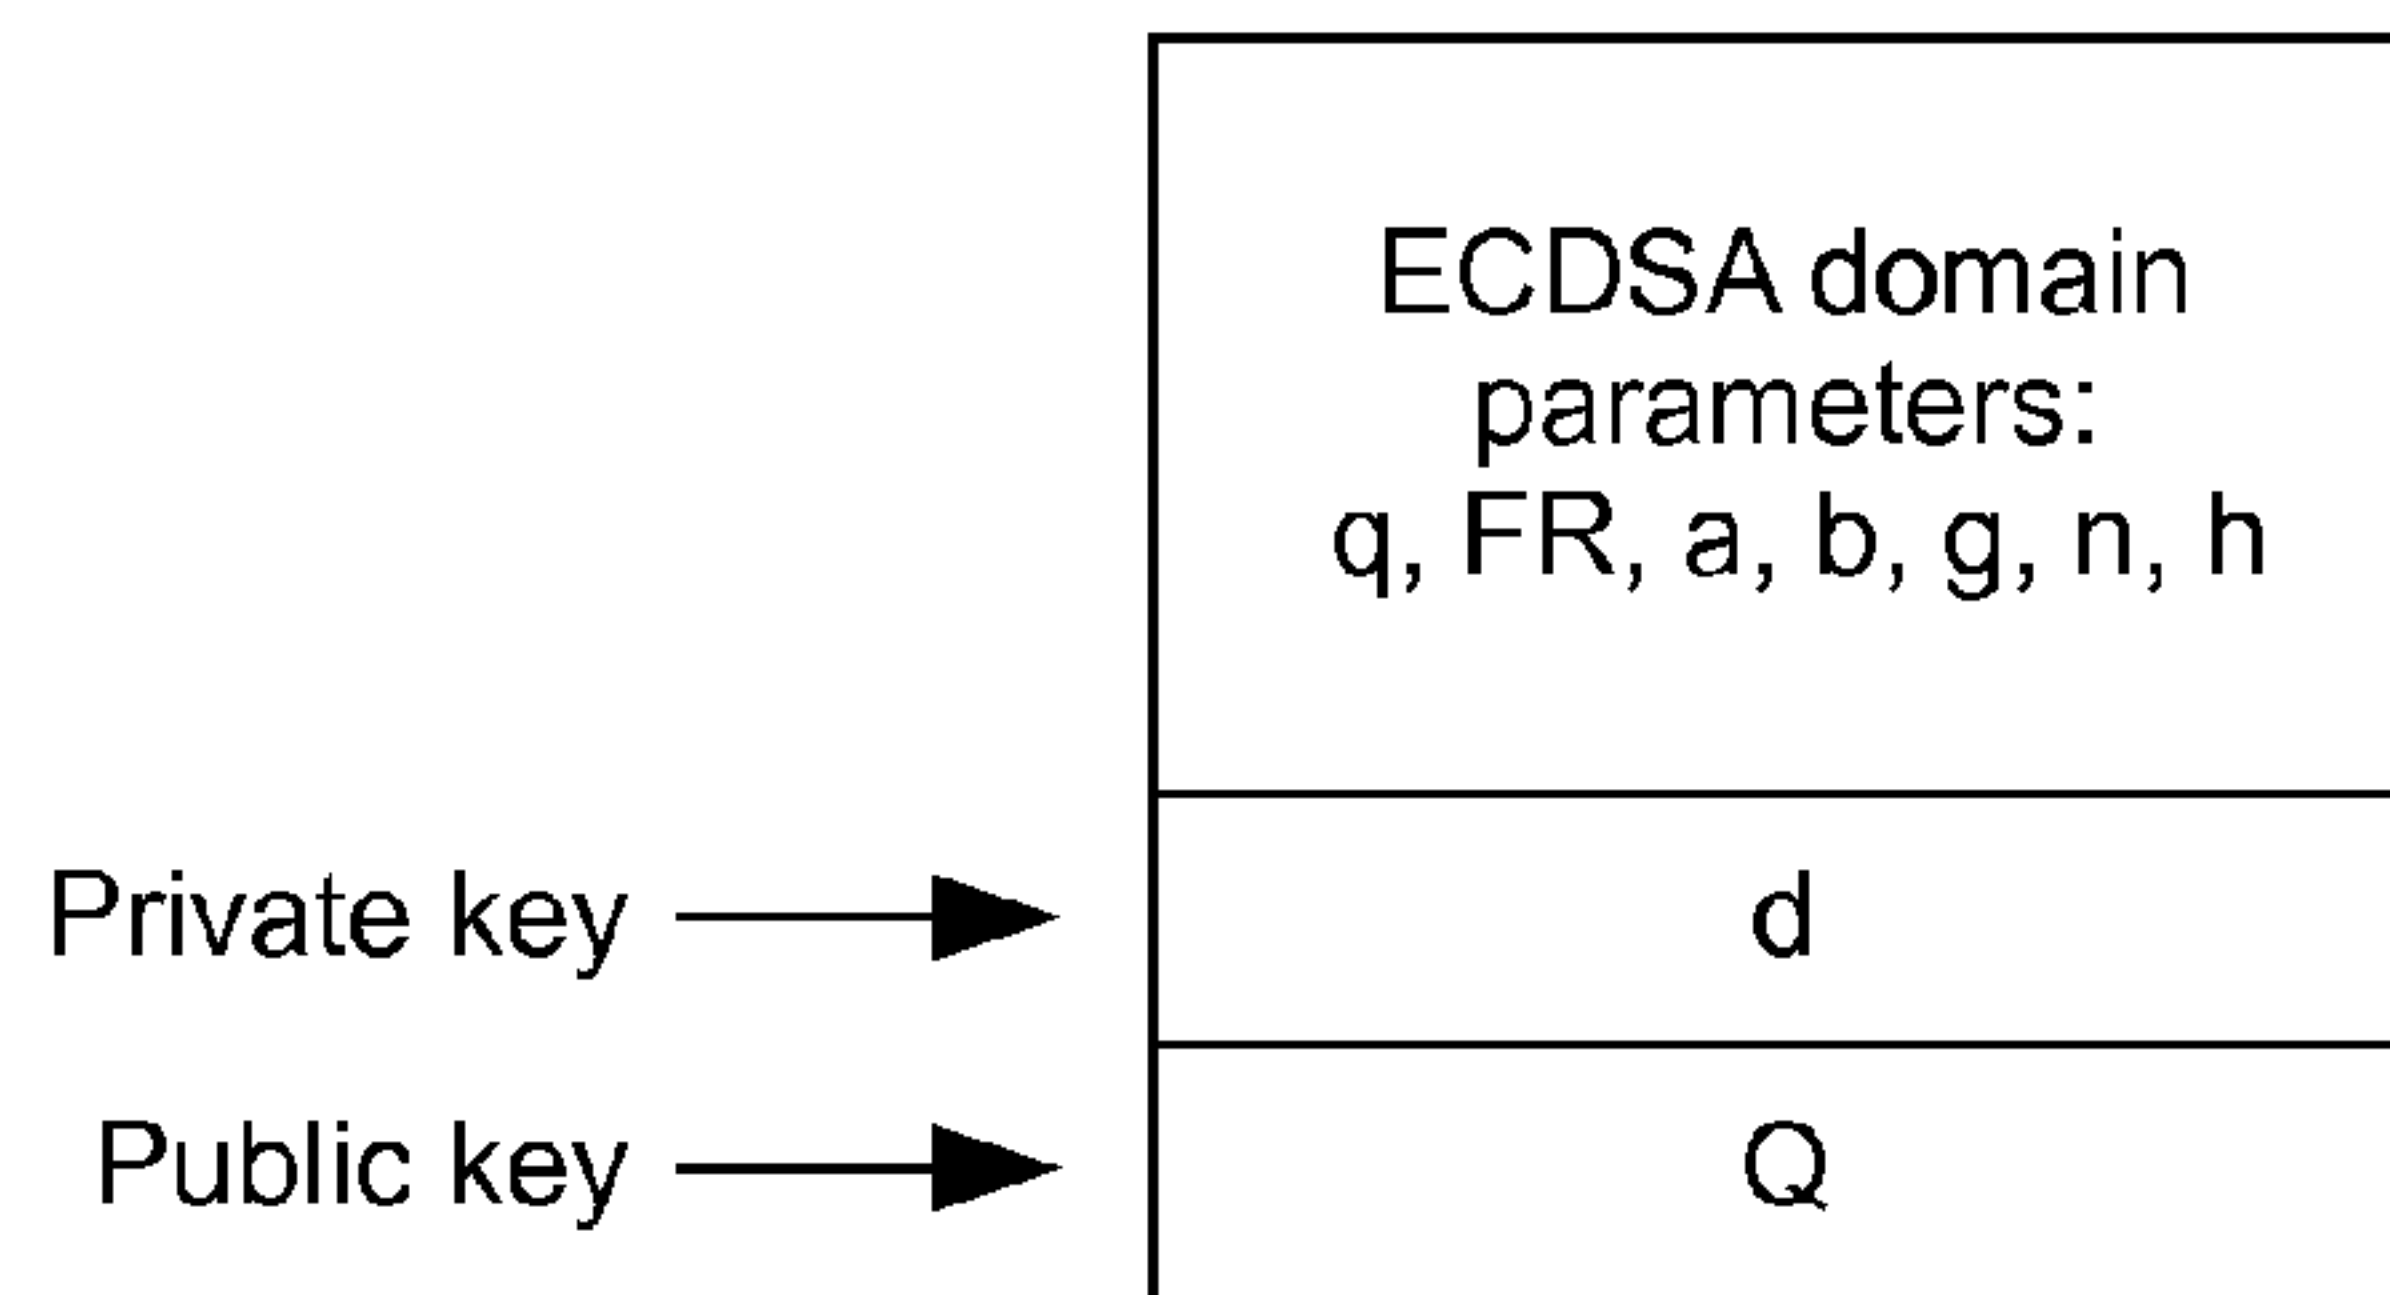 ECDSA domain
parameters:
q, FR, a, b, g, n, h
Private key
d
Public key
Q